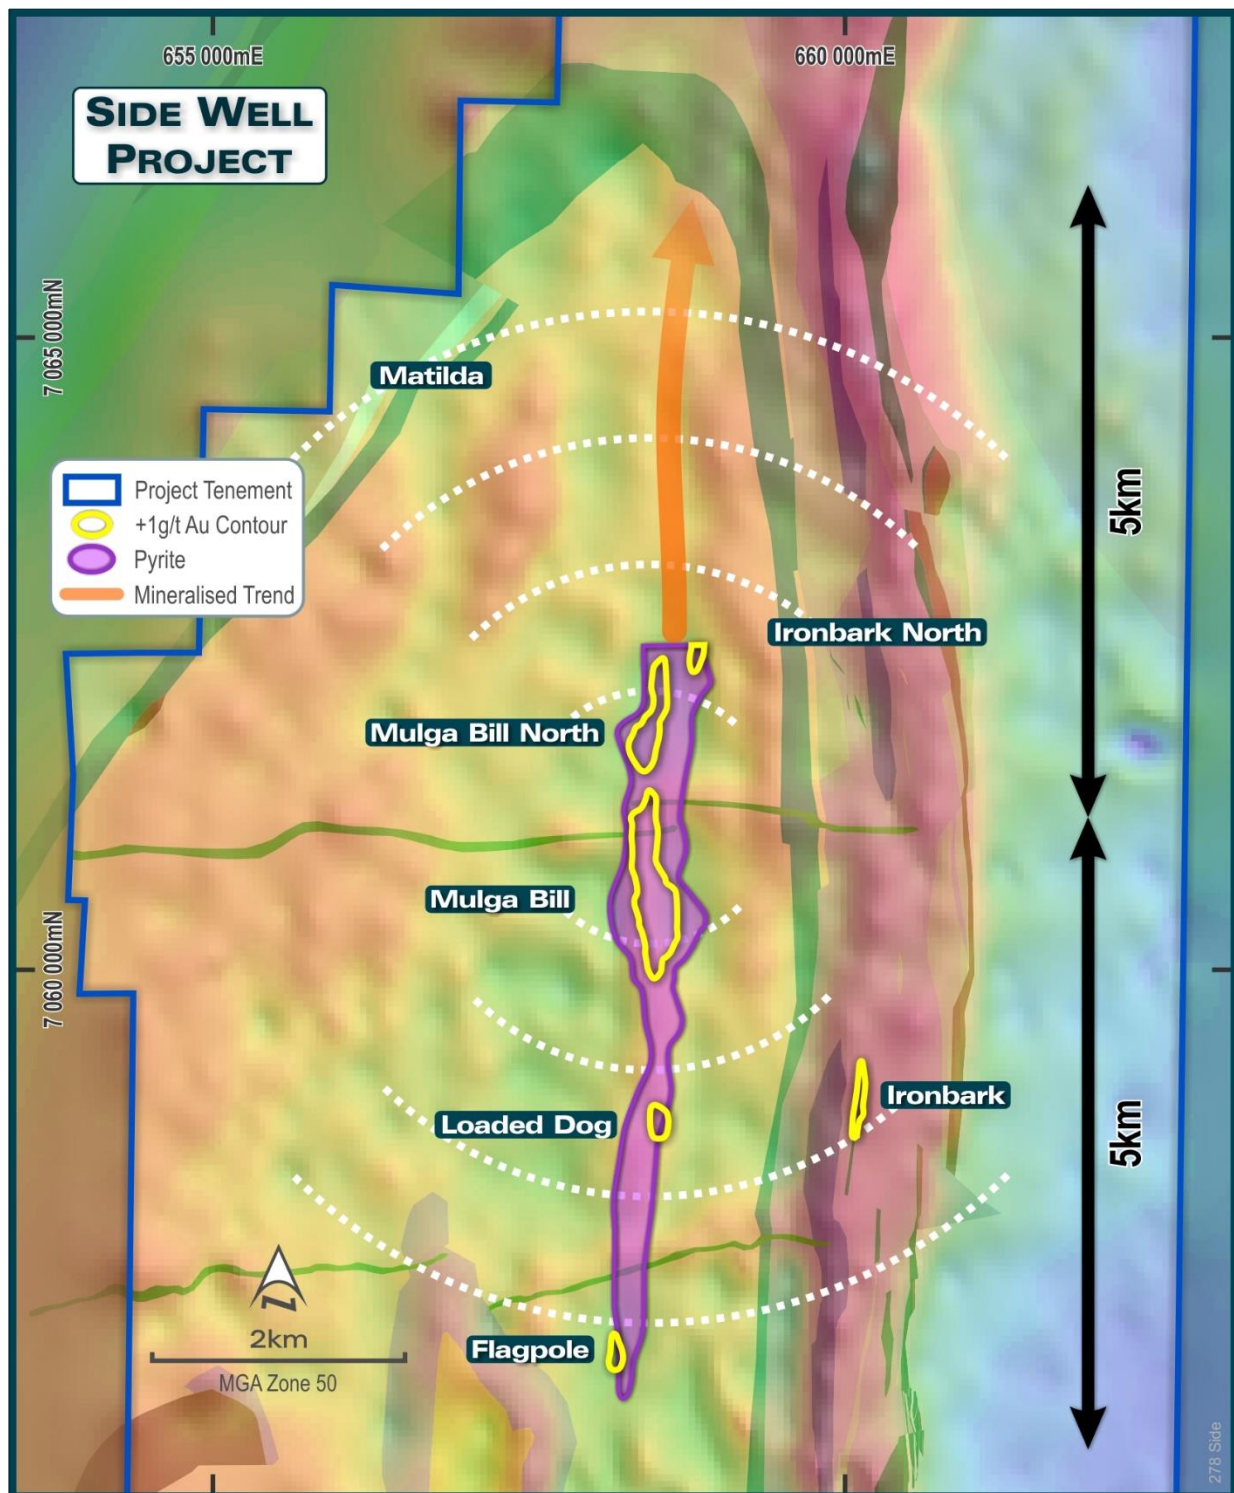 655 000mE
660 000mE
SIDE WELL
PROJECT
7 065 000mN
Matilda
Project Tenement
+1g/t Au Contour
Pyrite
Mineralised Trend
5km
Ironbark North
Mulga Bill North
Mulga Bill
7 060 000mN
Ironbark
Loaded Dog
5km
N
2km
MGA Zone 50
Flagpole
278 Side